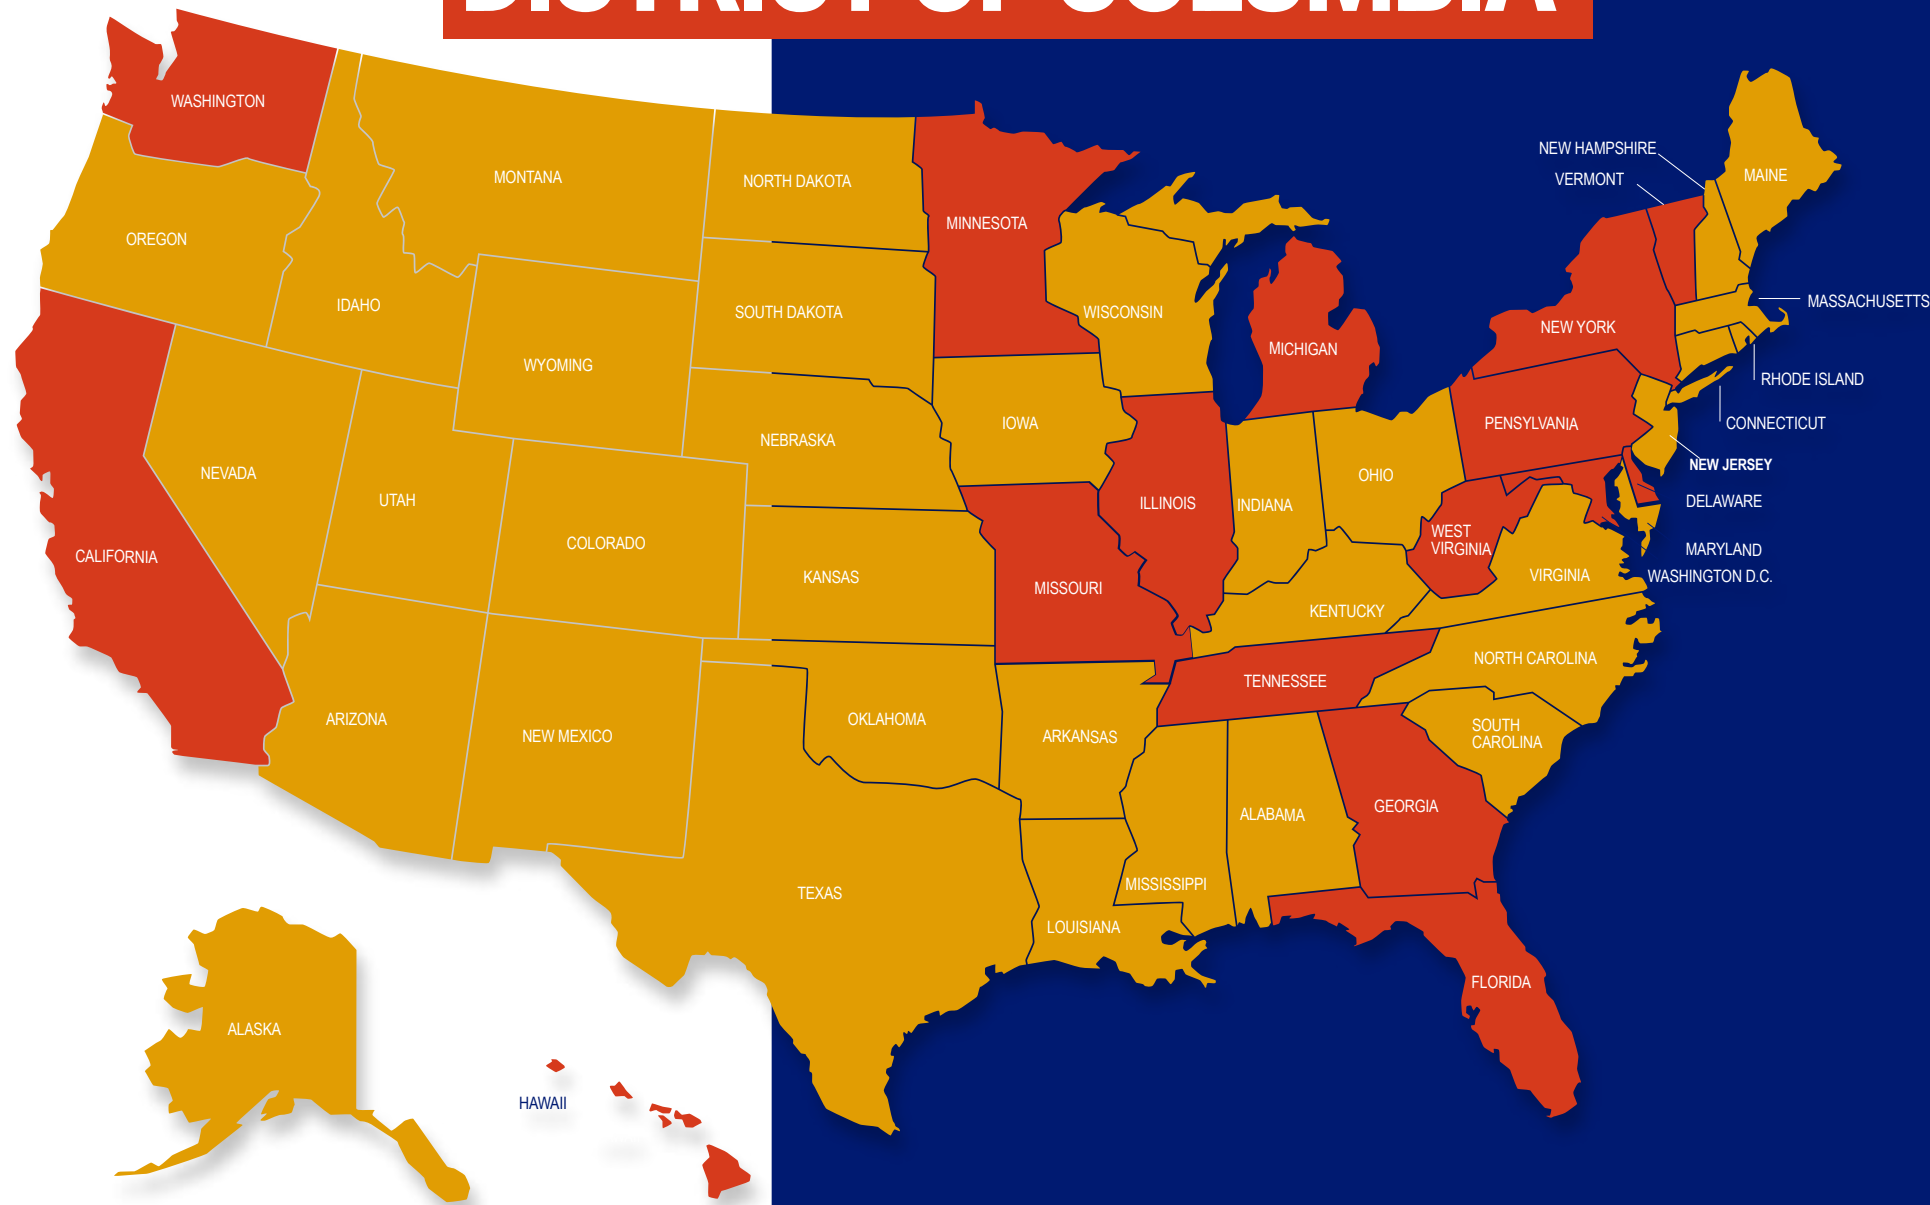 DISTRICT OF COLUMBIA
WASHINGTON
NEW HAMPSHIRE
MONTANA
NORTH DAKOTA
VERMONT
MAINE
MINNESOTA
OREGON
IDAHO
MASSACHUSETTS
SOUTH DAKOTA
WISCONSIN
NEW YORK
MICHIGAN
WYOMING
RHODE ISLAND
IOWA
PENSYLVANIA
CONNECTICUT
NEBRASKA
NEW JERSEY
NEVADA
OHIO
UTAH
ILLINOIS
INDIANA
DELAWARE
WEST
VIRGINIA
COLORADO
MARYLAND
CALIFORNIA
KANSAS
VIRGINIA
WASHINGTON D.C.
MISSOURI
KENTUCKY
NORTH CAROLINA
TENNESSEE
ARIZONA
OKLAHOMA
SOUTH
CAROLINA
NEW MEXICO
ARKANSAS
GEORGIA
ALABAMA
MISSISSIPPI
TEXAS
LOUISIANA
FLORIDA
ALASKA
HAWAII